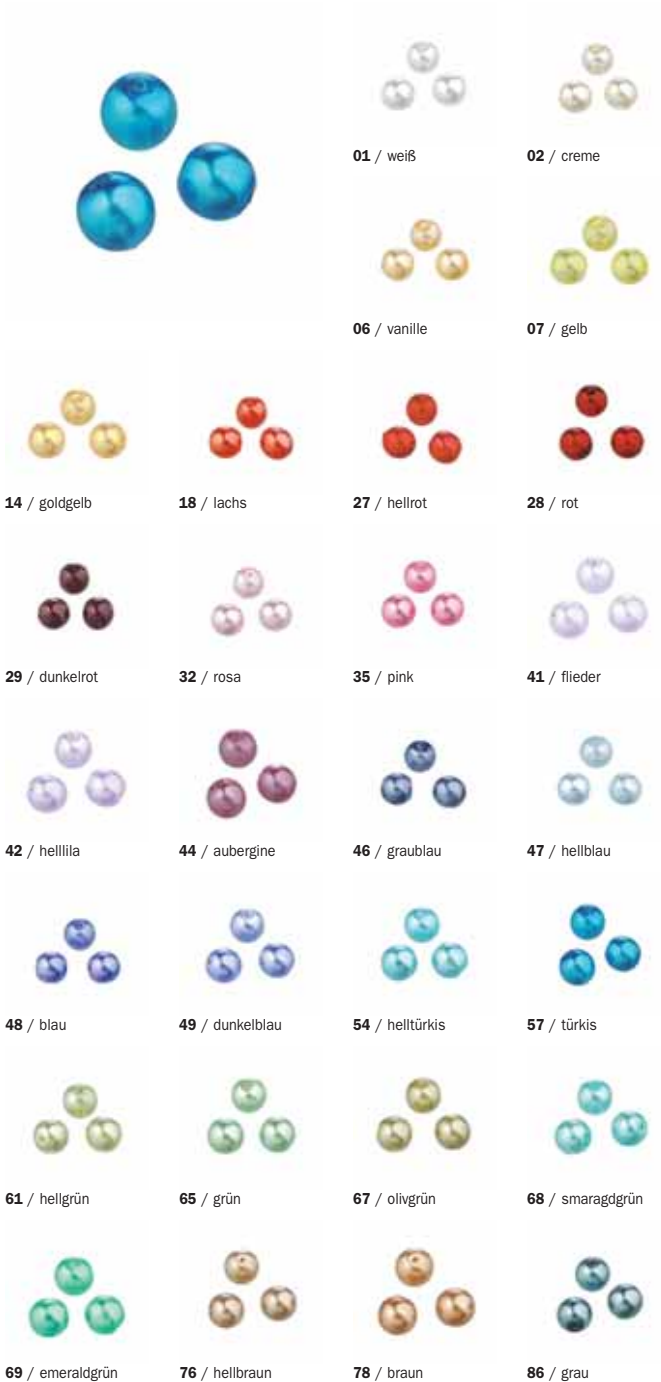 01 / weiß
02 / creme
06 / vanille
07 / gelb
14 / goldgelb
18 / lachs
27 / hellrot
28 / rot
29 / dunkelrot
32 / rosa
35 / pink
41 / flieder
42 / helllila
44 / aubergine
46 / graublau
47 / hellblau
48 / blau
49 / dunkelblau
54 / helltürkis
57 / türkis
61 / hellgrün
65 / grün
67 / olivgrün
68 / smaragdgrün
69 / emeraldgrün
76 / hellbraun
78 / braun
86 / grau